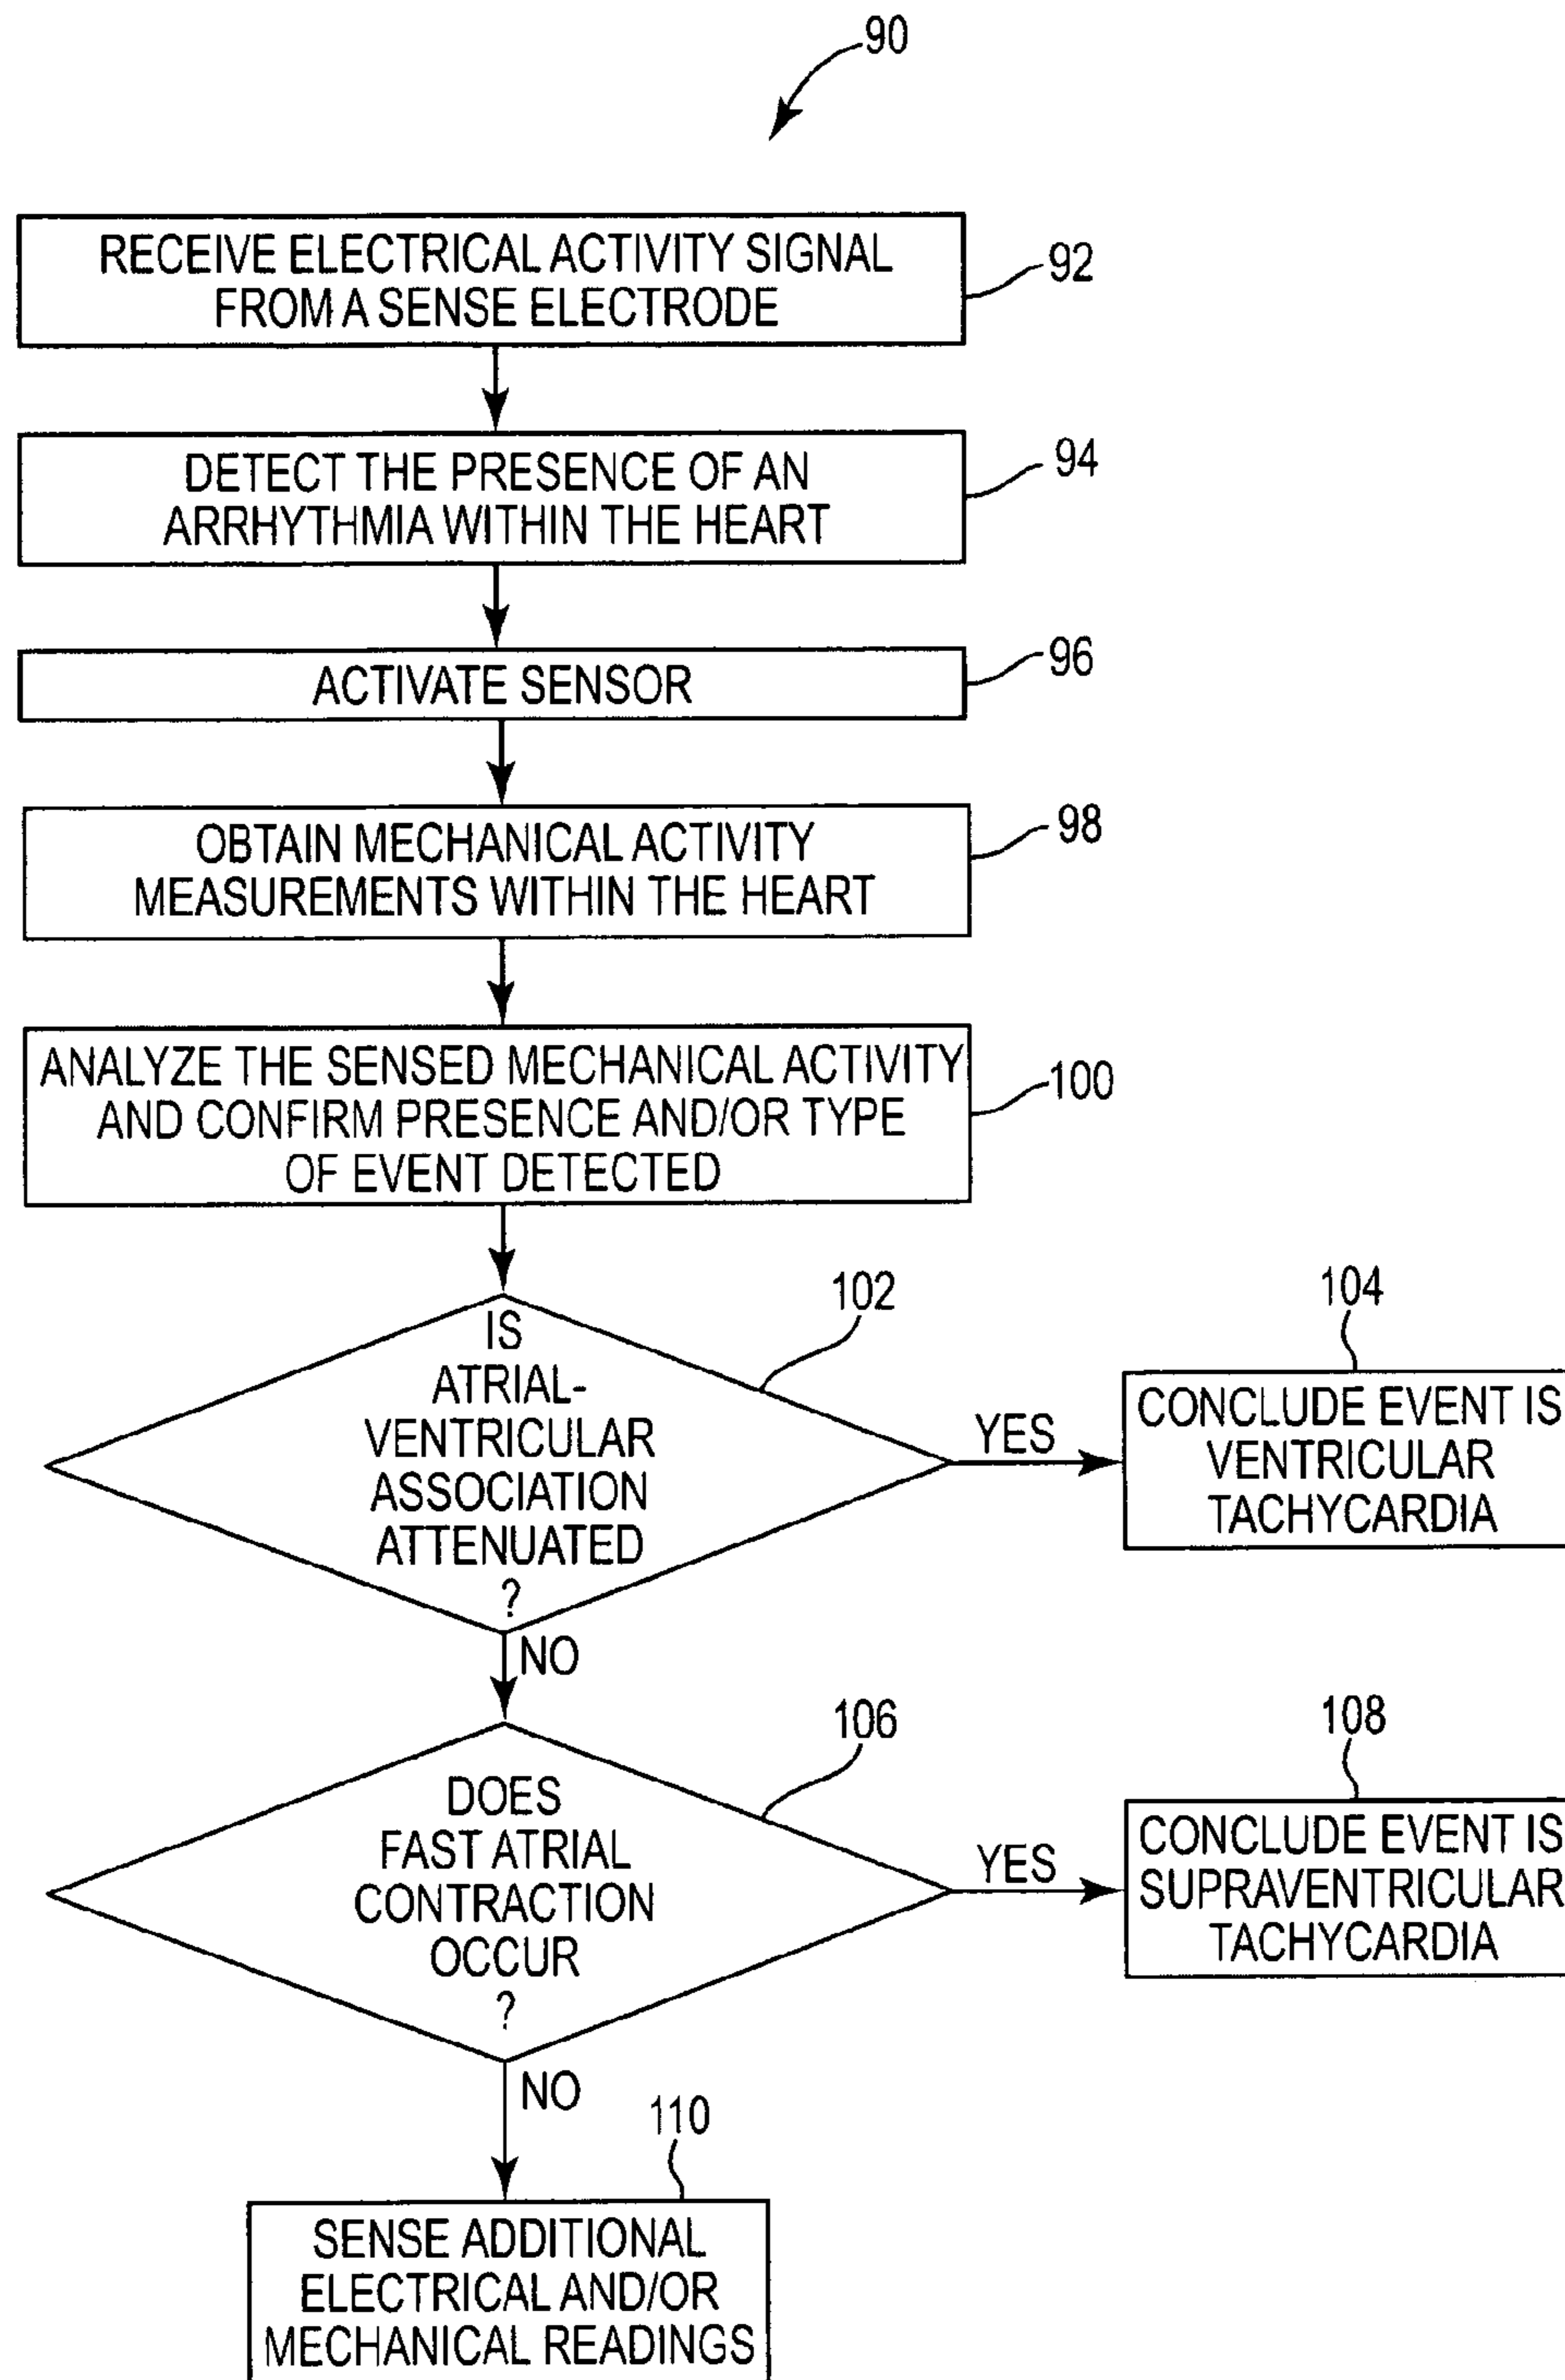 90
RECEIVE ELECTRICAL ACTIVITY SIGNAL
FROM A SENSE ELECTRODE
92
DETECT THE PRESENCE OF AN
ARRHYTHMIA WITHIN THE HEART
94
ACTIVATE SENSOR
96
OBTAIN MECHANICAL ACTIVITY
MEASUREMENTS WITHIN THE HEART
98
ANALYZE THE SENSED MECHANICAL ACTIVITY
AND CONFIRM PRESENCE AND/OR TYPE
OF EVENT DETECTED
100
IS
ATRIAL-
VENTRICULAR
ASSOCIATION
ATTENUATED
?
102
YES
104
CONCLUDE EVENT IS
VENTRICULAR
TACHYCARDIA
NO
DOES
FAST ATRIAL
CONTRACTION
OCCUR
?
106
YES
108
CONCLUDE EVENT IS
SUPRAVENTRICULAR
TACHYCARDIA
NO
110
SENSE ADDITIONAL
ELECTRICAL AND/OR
MECHANICAL READINGS